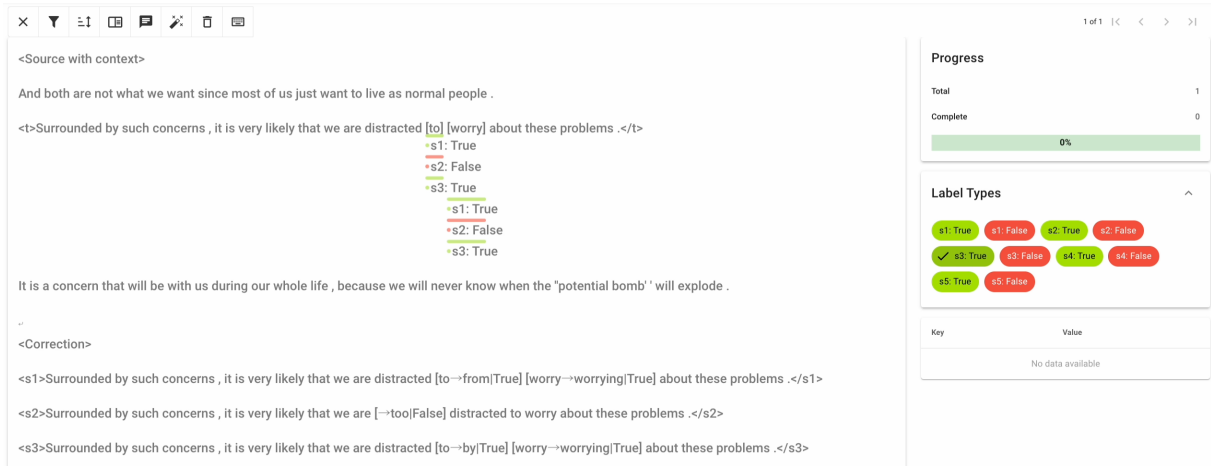 1 of 1
<Source with context>
And both are not what we want since most of us just want to live as normal people .
<t>Surrounded by such concerns , it is very likely that we are distracted [to] [worry] about these problems .</t>
•s1: True
•s2: False
•s3: True
•s1: True
•s2: False
•s3: True
It is a concern that will be with us during our whole life , because we will never know when the "potential bomb' ' will explode .
↵
<Correction>
<s1>Surrounded by such concerns , it is very likely that we are distracted [to→from|True] [worry→worrying|True] about these problems .</s1>
<s2>Surrounded by such concerns , it is very likely that we are [→too|False] distracted to worry about these problems .</s2>
<s3>Surrounded by such concerns , it is very likely that we are distracted [to→by|True] [worry→worrying|True] about these problems .</s3>
Progress
Total 1
Complete 0
0%
Label Types
s1: True s1: False s2: True s2: False
s3: True s3: False s4: True s4: False
s5: True s5: False
Key Value
No data available